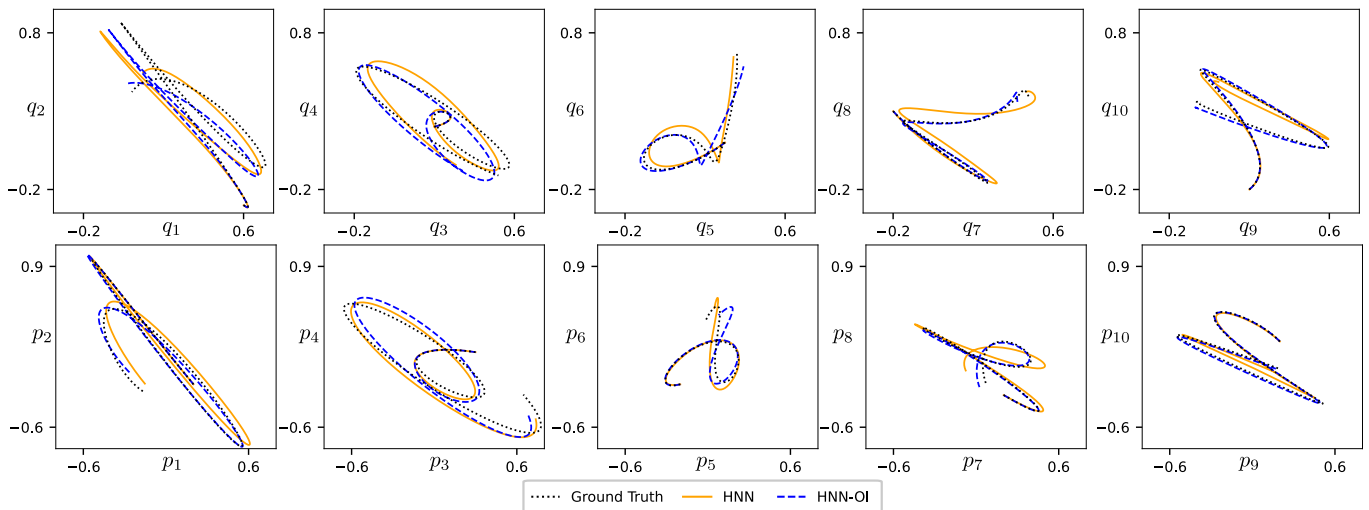 0.8 0.8 0.8 0.8 0.8
q2 q4 q6 q8 q10
−0.2 −0.2 −0.2 −0.2 −0.2
−0.2 q1 0.6 −0.2 q3 0.6 −0.2 q5 0.6 −0.2 q7 0.6 −0.2 q9 0.6
0.9 0.9 0.9 0.9 0.9
p2 p4 p6 p8 p10
−0.6 −0.6 −0.6 −0.6 −0.6
−0.6 p1 0.6 −0.6 p3 0.6 −0.6 p5 0.6 −0.6 p7 0.6 −0.6 p9 0.6
Ground Truth HNN HNN-OI